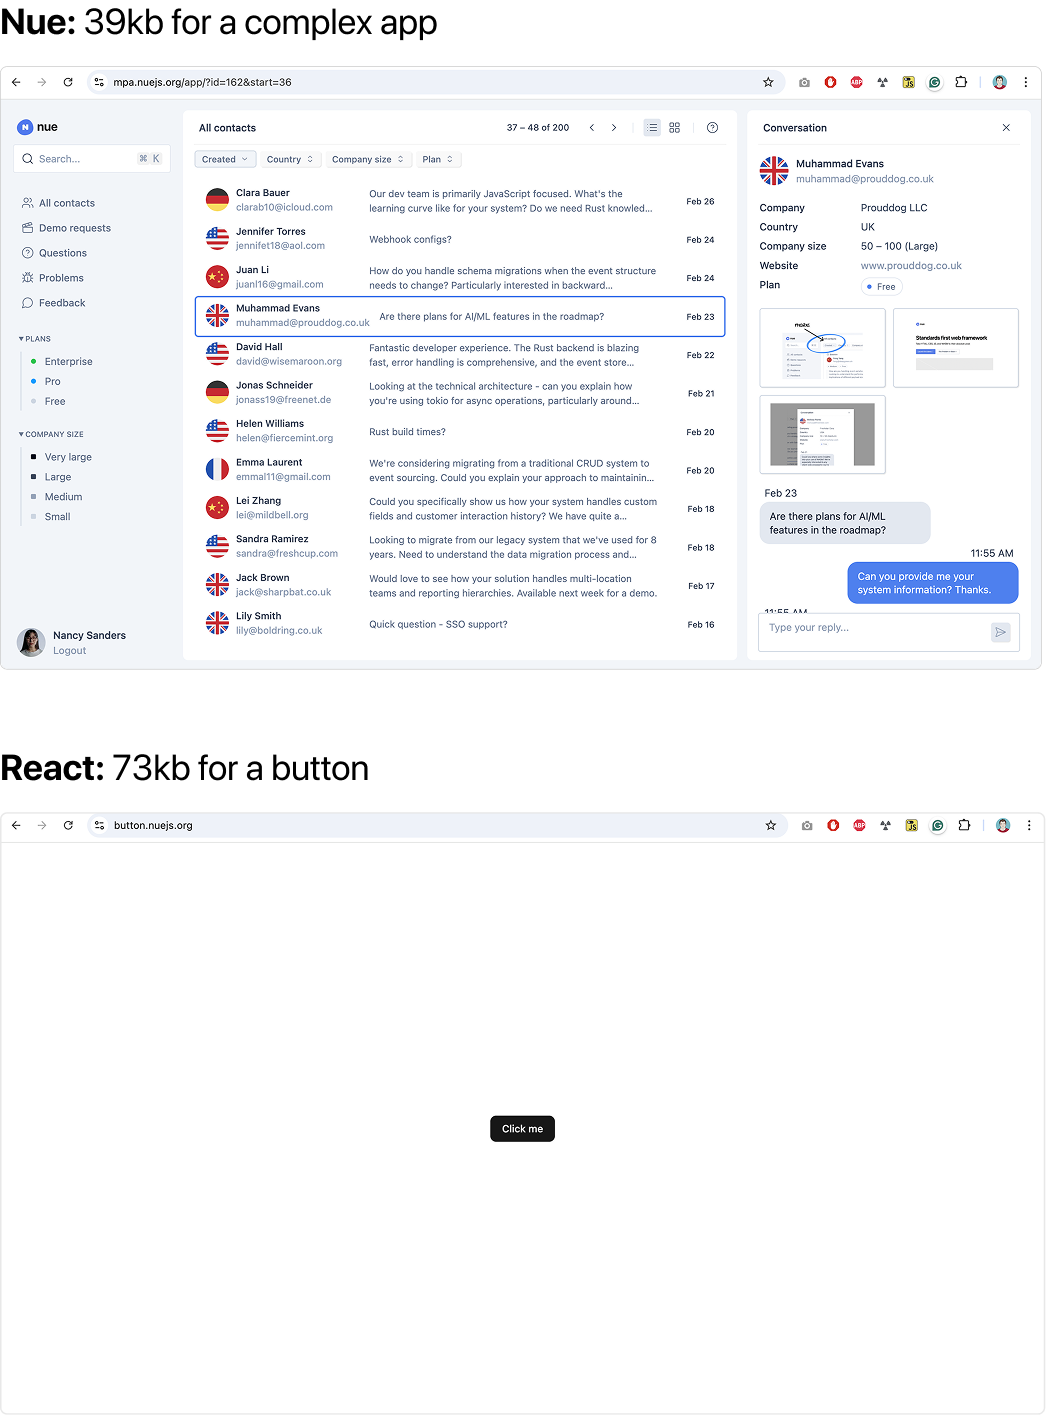 Nue: 39kb for a complex app
mpa.nuejs.org/app/?id=162&start=36
nue
Search...
⌘ K
All contacts
Demo requests
Questions
Problems
Feedback
▾ PLANS
Enterprise
Pro
Free
▾ COMPANY SIZE
Very large
Large
Medium
Small
Nancy Sanders
Logout
All contacts
37 – 48 of 200
Created
Country
Company size
Plan
Clara Bauer
clarab10@icloud.com
Our dev team is primarily JavaScript focused. What's the
learning curve like for your system? Do we need Rust knowled...
Feb 26
Jennifer Torres
jennifet18@aol.com
Webhook configs?
Feb 24
Juan Li
juanl16@gmail.com
How do you handle schema migrations when the event structure
needs to change? Particularly interested in backward...
Feb 24
Muhammad Evans
muhammad@prouddog.co.uk
Are there plans for AI/ML features in the roadmap?
Feb 23
David Hall
david@wisemaroon.org
Fantastic developer experience. The Rust backend is blazing
fast, error handling is comprehensive, and the event store...
Feb 22
Jonas Schneider
jonass19@freenet.de
Looking at the technical architecture - can you explain how
you're using tokio for async operations, particularly around...
Feb 21
Helen Williams
helen@fiercemint.org
Rust build times?
Feb 20
Emma Laurent
emmal11@gmail.com
We're considering migrating from a traditional CRUD system to
event sourcing. Could you explain your approach to maintainin...
Feb 20
Lei Zhang
lei@mildbell.org
Could you specifically show us how your system handles custom
fields and customer interaction history? We have quite a...
Feb 18
Sandra Ramirez
sandra@freshcup.com
Looking to migrate from our legacy system that we've used for 8
years. Need to understand the data migration process and...
Feb 18
Jack Brown
jack@sharpbat.co.uk
Would love to see how your solution handles multi-location
teams and reporting hierarchies. Available next week for a demo.
Feb 17
Lily Smith
lily@boldring.co.uk
Quick question - SSO support?
Feb 16
Conversation
Muhammad Evans
muhammad@prouddog.co.uk
Company Prouddog LLC
Country UK
Company size 50 – 100 (Large)
Website www.prouddog.co.uk
Plan Free
Standards first web framework
Feb 23
Are there plans for AI/ML
features in the roadmap?
11:55 AM
Can you provide me your
system information? Thanks.
11:55 AM
Type your reply...
React: 73kb for a button
button.nuejs.org
Click me